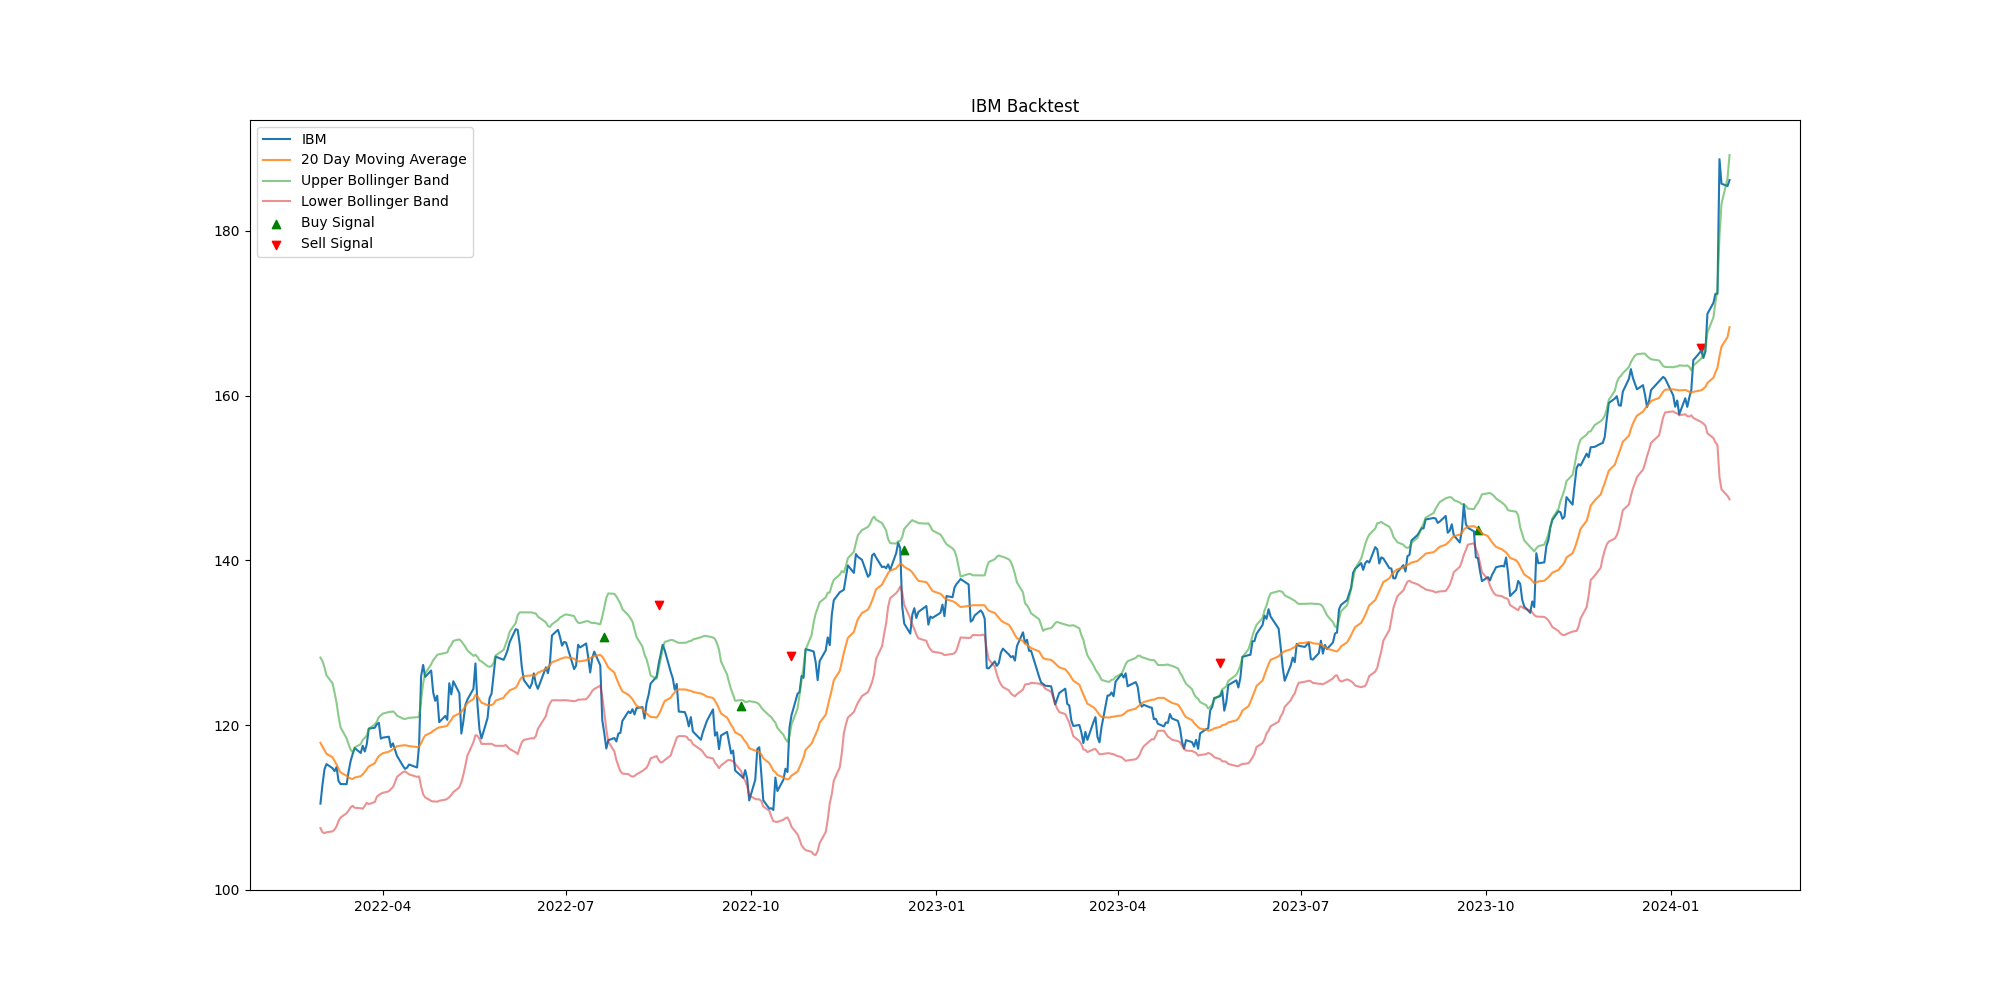 IBM Backtest
IBM
20 Day Moving Average
Upper Bollinger Band
Lower Bollinger Band
Buy Signal
Sell Signal
180
160
140
120
100
2022-04 2022-07 2022-10 2023-01 2023-04 2023-07 2023-10 2024-01